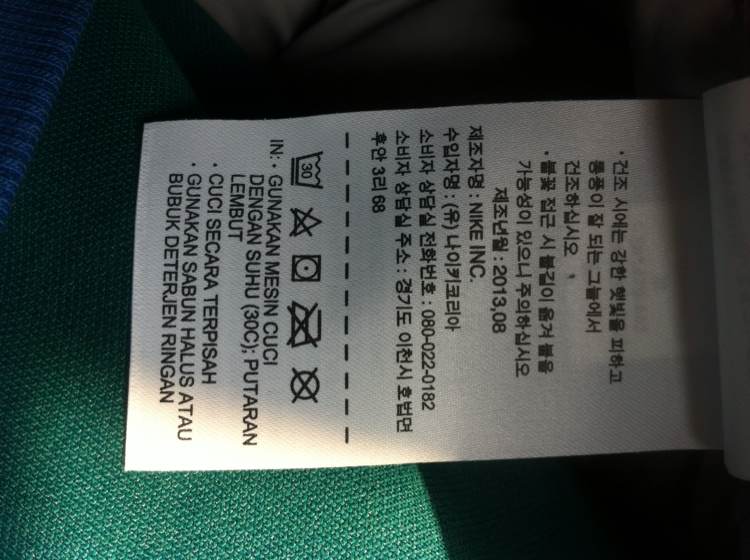 · 건조 시에는 강한 햇빛을 피하고
통풍이 잘 되는 그늘에서
건조하십시오
· 불꽃 접근 시 불길이 옮겨 붙을
가능성이 있으니 주의하십시오
제조년월 : 2013,08
제조자명 : NIKE INC.
수입자명 : (유) 나이키코리아
소비자 상담실 전화번호 : 080-022-0182
소비자 상담실 주소 : 경기도 이천시 호법면
후안 3리 68
30
IN: · GUNAKAN MESIN CUCI
DENGAN SUHU (30C); PUTARAN
LEMBUT
· CUCI SECARA TERPISAH
· GUNAKAN SABUN HALUS ATAU
BUBUK DETERJEN RINGAN